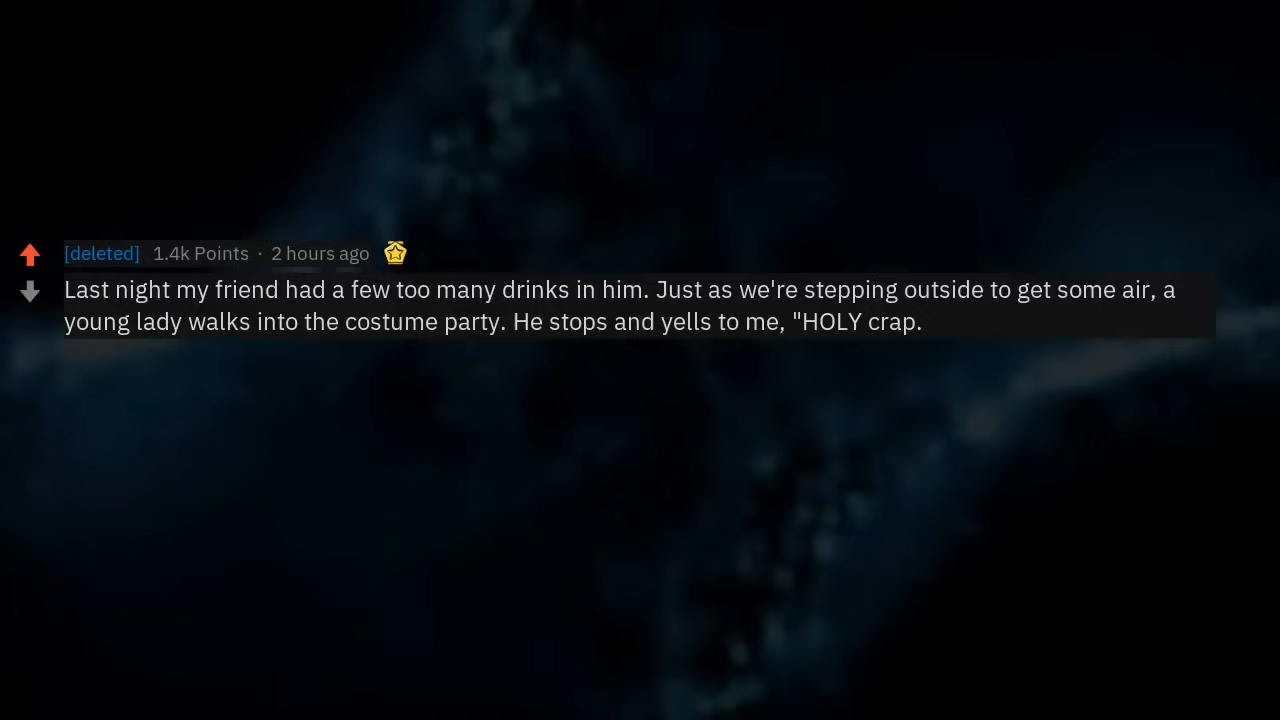 [deleted] 1.4k Points · 2 hours ago
Last night my friend had a few too many drinks in him. Just as we're stepping outside to get some air, a
young lady walks into the costume party. He stops and yells to me, "HOLY crap.